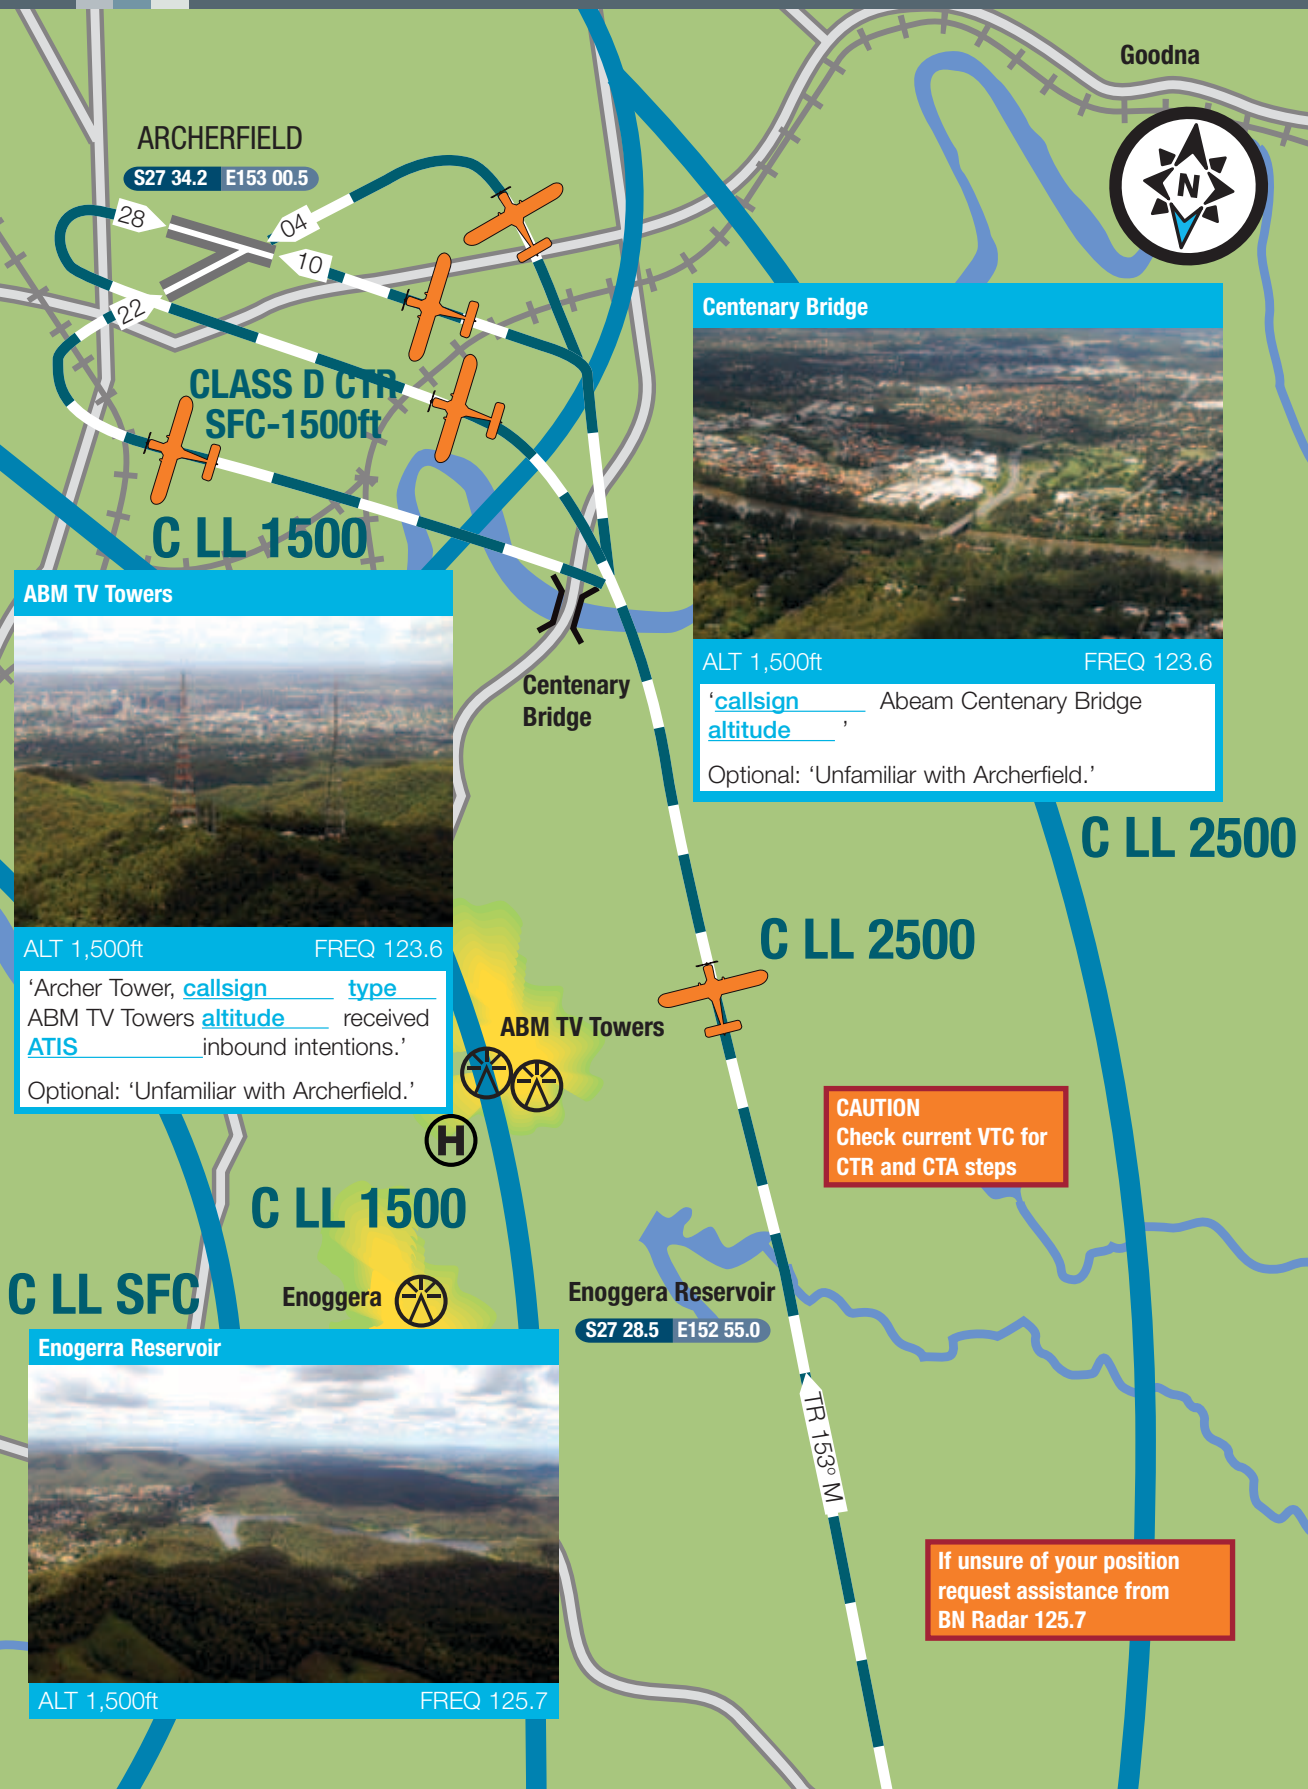 Goodna
ARCHERFIELD
S27 34.2 E153 00.5
28
04
10
22
N
CLASS D CTR
SFC-1500ft
C LL 1500
Centenary Bridge
ALT 1,500ft FREQ 123.6
‘callsign Abeam Centenary Bridge
altitude ’
Optional: ‘Unfamiliar with Archerfield.’
ABM TV Towers
ALT 1,500ft FREQ 123.6
‘Archer Tower, callsign type
ABM TV Towers altitude received
ATIS inbound intentions.’
Optional: ‘Unfamiliar with Archerfield.’
Centenary
Bridge
C LL 2500
C LL 2500
ABM TV Towers
H
CAUTION
Check current VTC for
CTR and CTA steps
C LL 1500
C LL SFC
Enoggera
Enoggera Reservoir
S27 28.5 E152 55.0
Enogerra Reservoir
ALT 1,500ft FREQ 125.7
TR 153º M
If unsure of your position
request assistance from
BN Radar 125.7